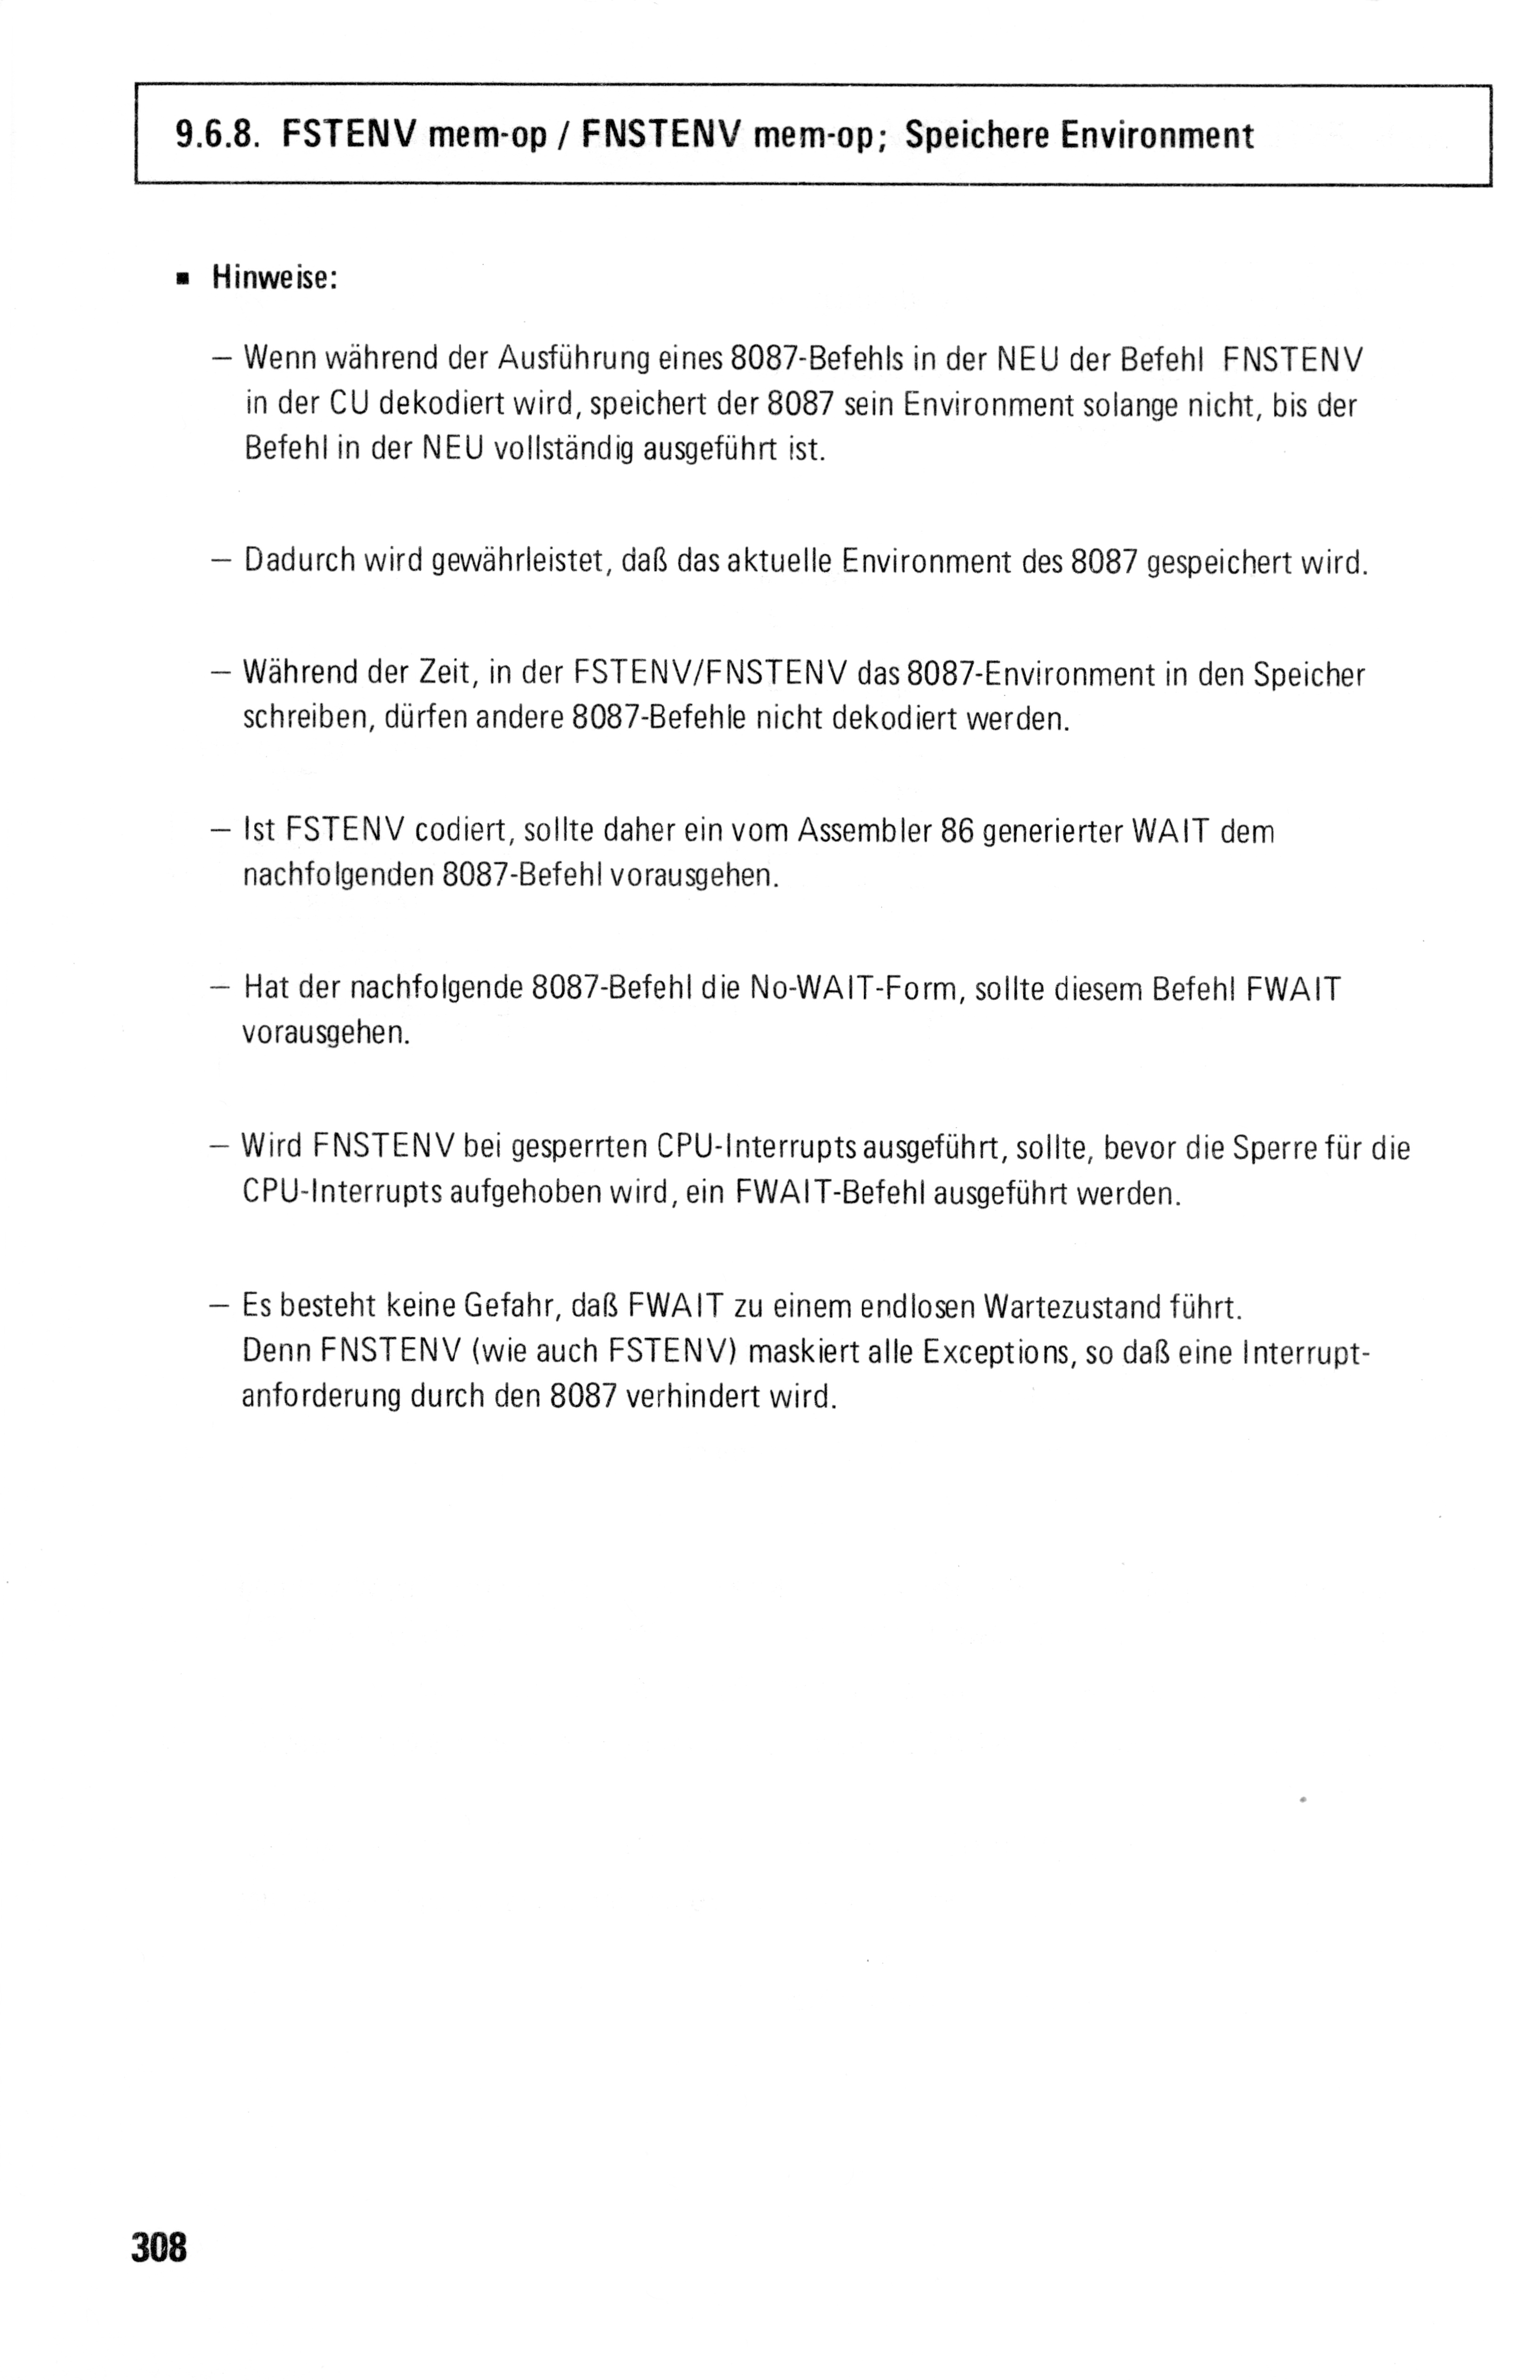 9.6.8. FSTENV mem-op / FNSTENV mem-op; Speichere Environment
▪ Hinweise:
– Wenn während der Ausführung eines 8087-Befehls in der NEU der Befehl FNSTENV
in der CU dekodiert wird, speichert der 8087 sein Environment solange nicht, bis der
Befehl in der NEU vollständig ausgeführt ist.
– Dadurch wird gewährleistet, daß das aktuelle Environment des 8087 gespeichert wird.
– Während der Zeit, in der FSTENV/FNSTENV das 8087-Environment in den Speicher
schreiben, dürfen andere 8087-Befehle nicht dekodiert werden.
– Ist FSTENV codiert, sollte daher ein vom Assembler 86 generierter WAIT dem
nachfolgenden 8087-Befehl vorausgehen.
– Hat der nachfolgende 8087-Befehl die No-WAIT-Form, sollte diesem Befehl FWAIT
vorausgehen.
– Wird FNSTENV bei gesperrten CPU-Interrupts ausgeführt, sollte, bevor die Sperre für die
CPU-Interrupts aufgehoben wird, ein FWAIT-Befehl ausgeführt werden.
– Es besteht keine Gefahr, daß FWAIT zu einem endlosen Wartezustand führt.
Denn FNSTENV (wie auch FSTENV) maskiert alle Exceptions, so daß eine Interrupt-
anforderung durch den 8087 verhindert wird.
308